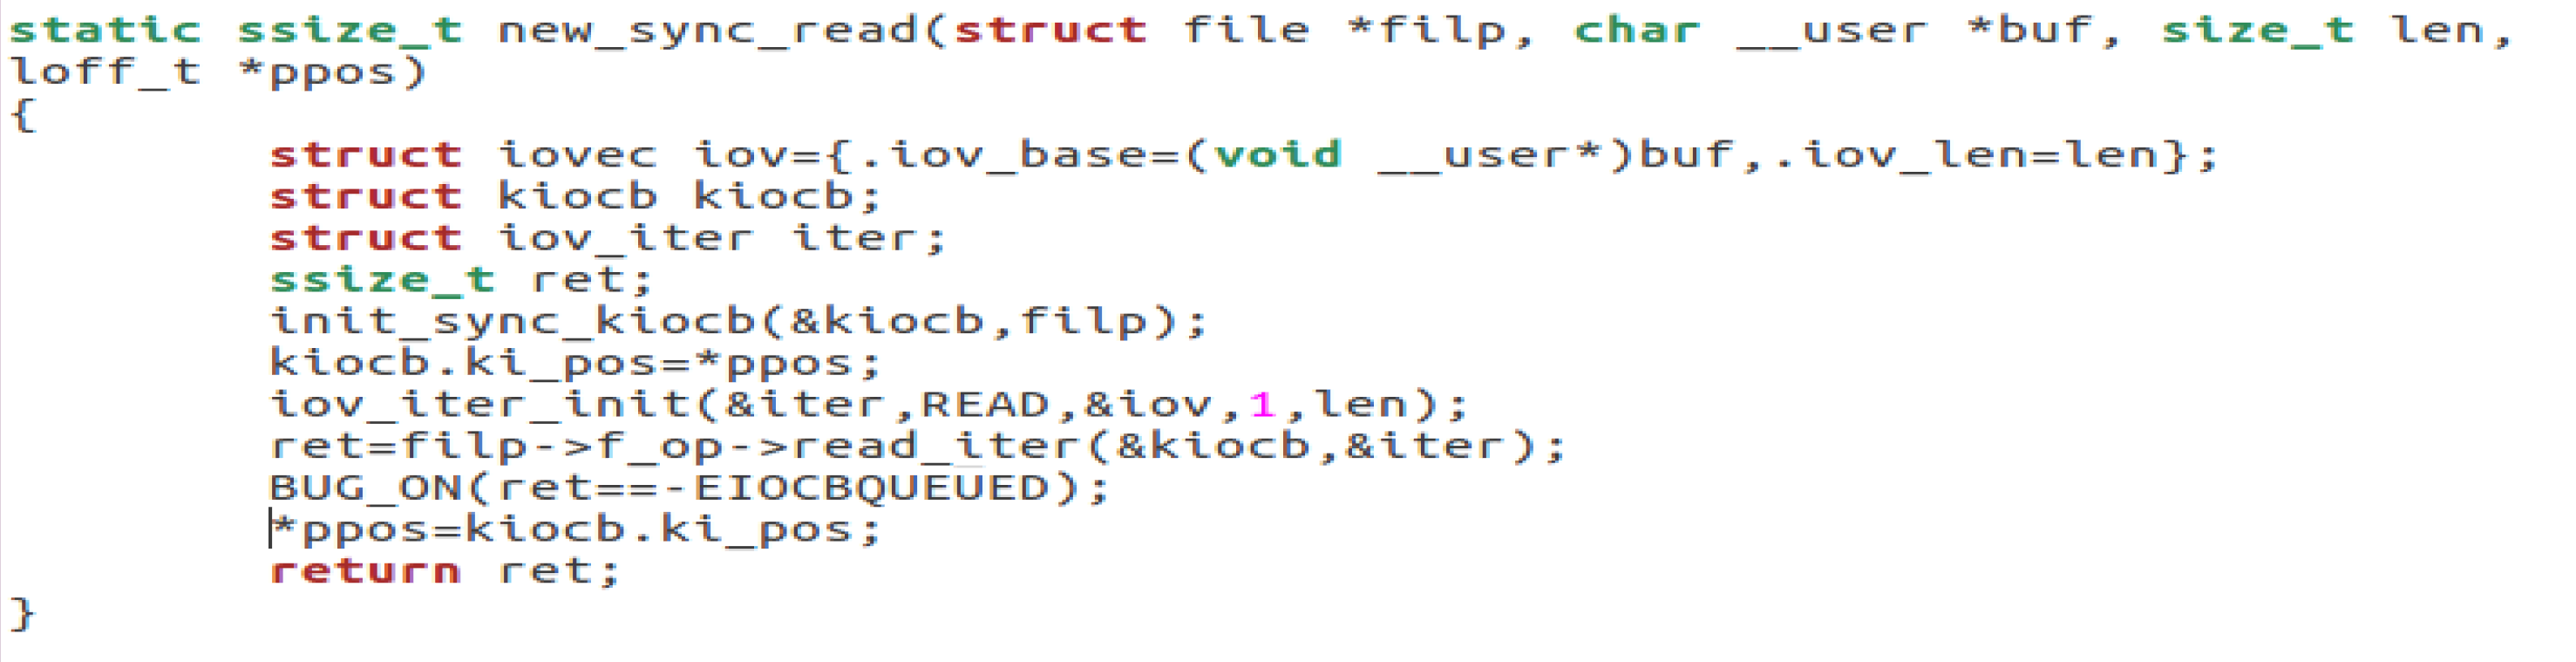 static ssize_t new_sync_read(struct file *filp, char __user *buf, size_t len,
loff_t *ppos)
{
        struct iovec iov={.iov_base=(void __user*)buf,.iov_len=len};
        struct kiocb kiocb;
        struct iov_iter iter;
        ssize_t ret;
        init_sync_kiocb(&kiocb,filp);
        kiocb.ki_pos=*ppos;
        iov_iter_init(&iter,READ,&iov,1,len);
        ret=filp->f_op->read_iter(&kiocb,&iter);
        BUG_ON(ret==-EIOCBQUEUED);
        *ppos=kiocb.ki_pos;
        return ret;
}